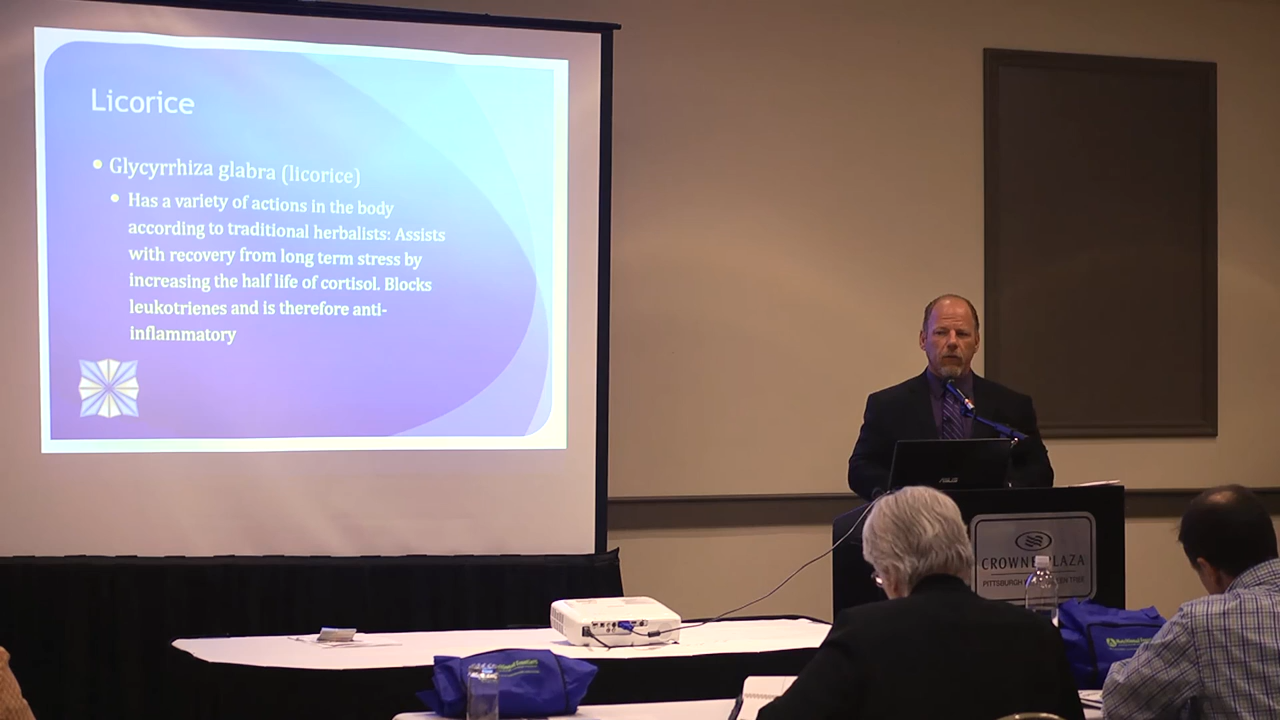 Licorice
Glycyrrhiza glabra (licorice)
Has a variety of actions in the body
according to traditional herbalists: Assists
with recovery from long term stress by
increasing the half life of cortisol. Blocks
leukotrienes and is therefore anti-
inflammatory
ASUS
CROWNE PLAZA
PITTSBURGH